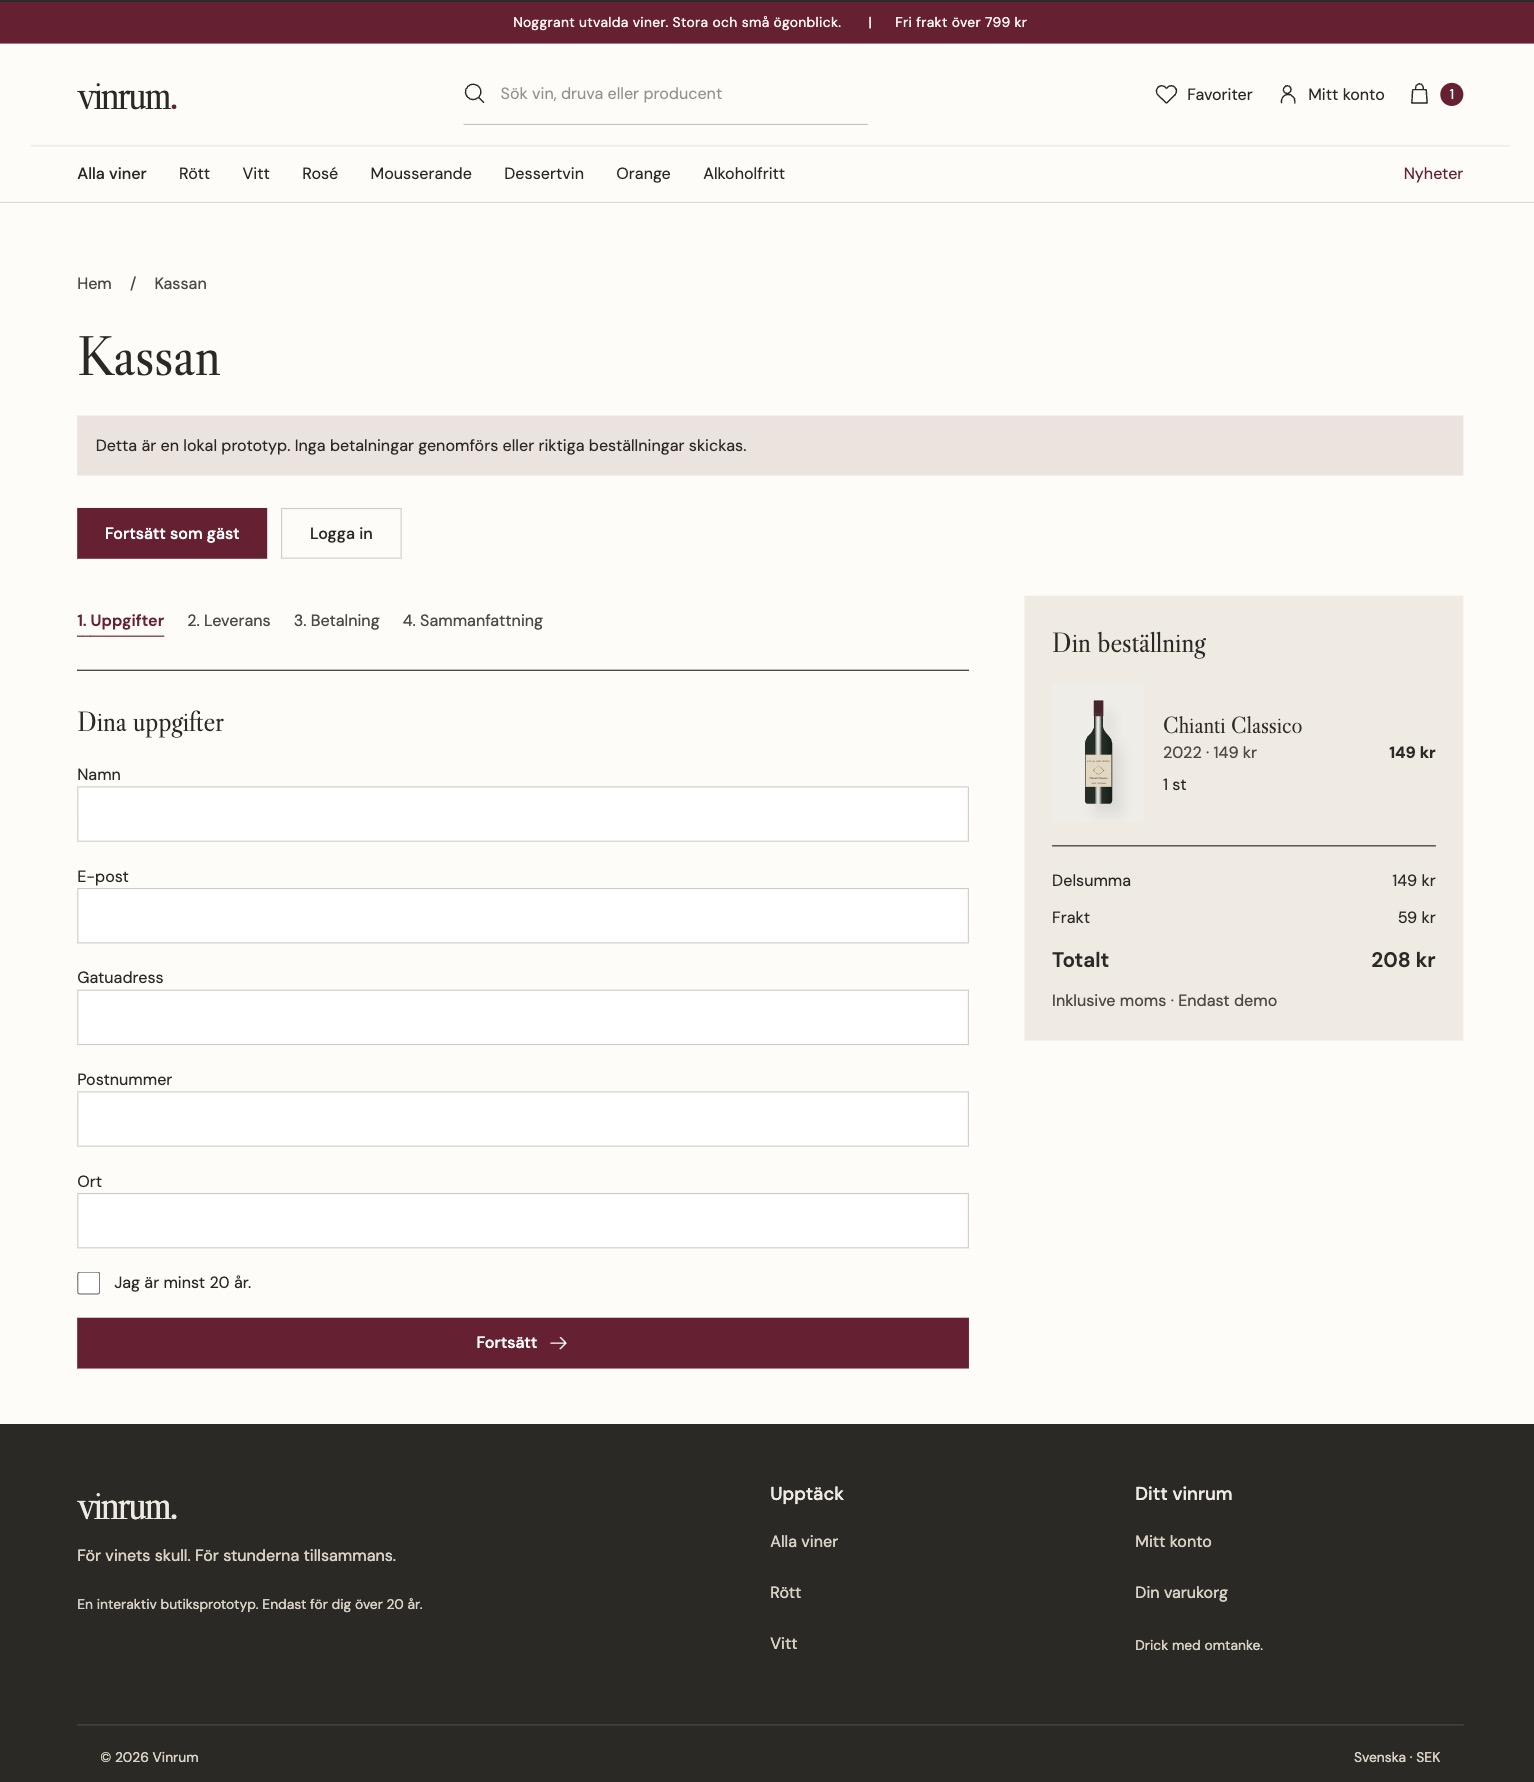 Noggrant utvalda viner. Stora och små ögonblick. | Fri frakt över 799 kr
vinrum.
Sök vin, druva eller producent
Favoriter
Mitt konto
1
Alla viner Rött Vitt Rosé Mousserande Dessertvin Orange Alkoholfritt Nyheter
Hem / Kassan
Kassan
Detta är en lokal prototyp. Inga betalningar genomförs eller riktiga beställningar skickas.
Fortsätt som gäst
Logga in
1. Uppgifter 2. Leverans 3. Betalning 4. Sammanfattning
Dina uppgifter
Namn
E-post
Gatuadress
Postnummer
Ort
Jag är minst 20 år.
Fortsätt →
Din beställning
Chianti Classico
2022 · 149 kr 149 kr
1 st
Delsumma 149 kr
Frakt 59 kr
Totalt 208 kr
Inklusive moms · Endast demo
vinrum.
För vinets skull. För stunderna tillsammans.
En interaktiv butiksprototyp. Endast för dig över 20 år.
Upptäck
Alla viner
Rött
Vitt
Ditt vinrum
Mitt konto
Din varukorg
Drick med omtanke.
© 2026 Vinrum
Svenska · SEK